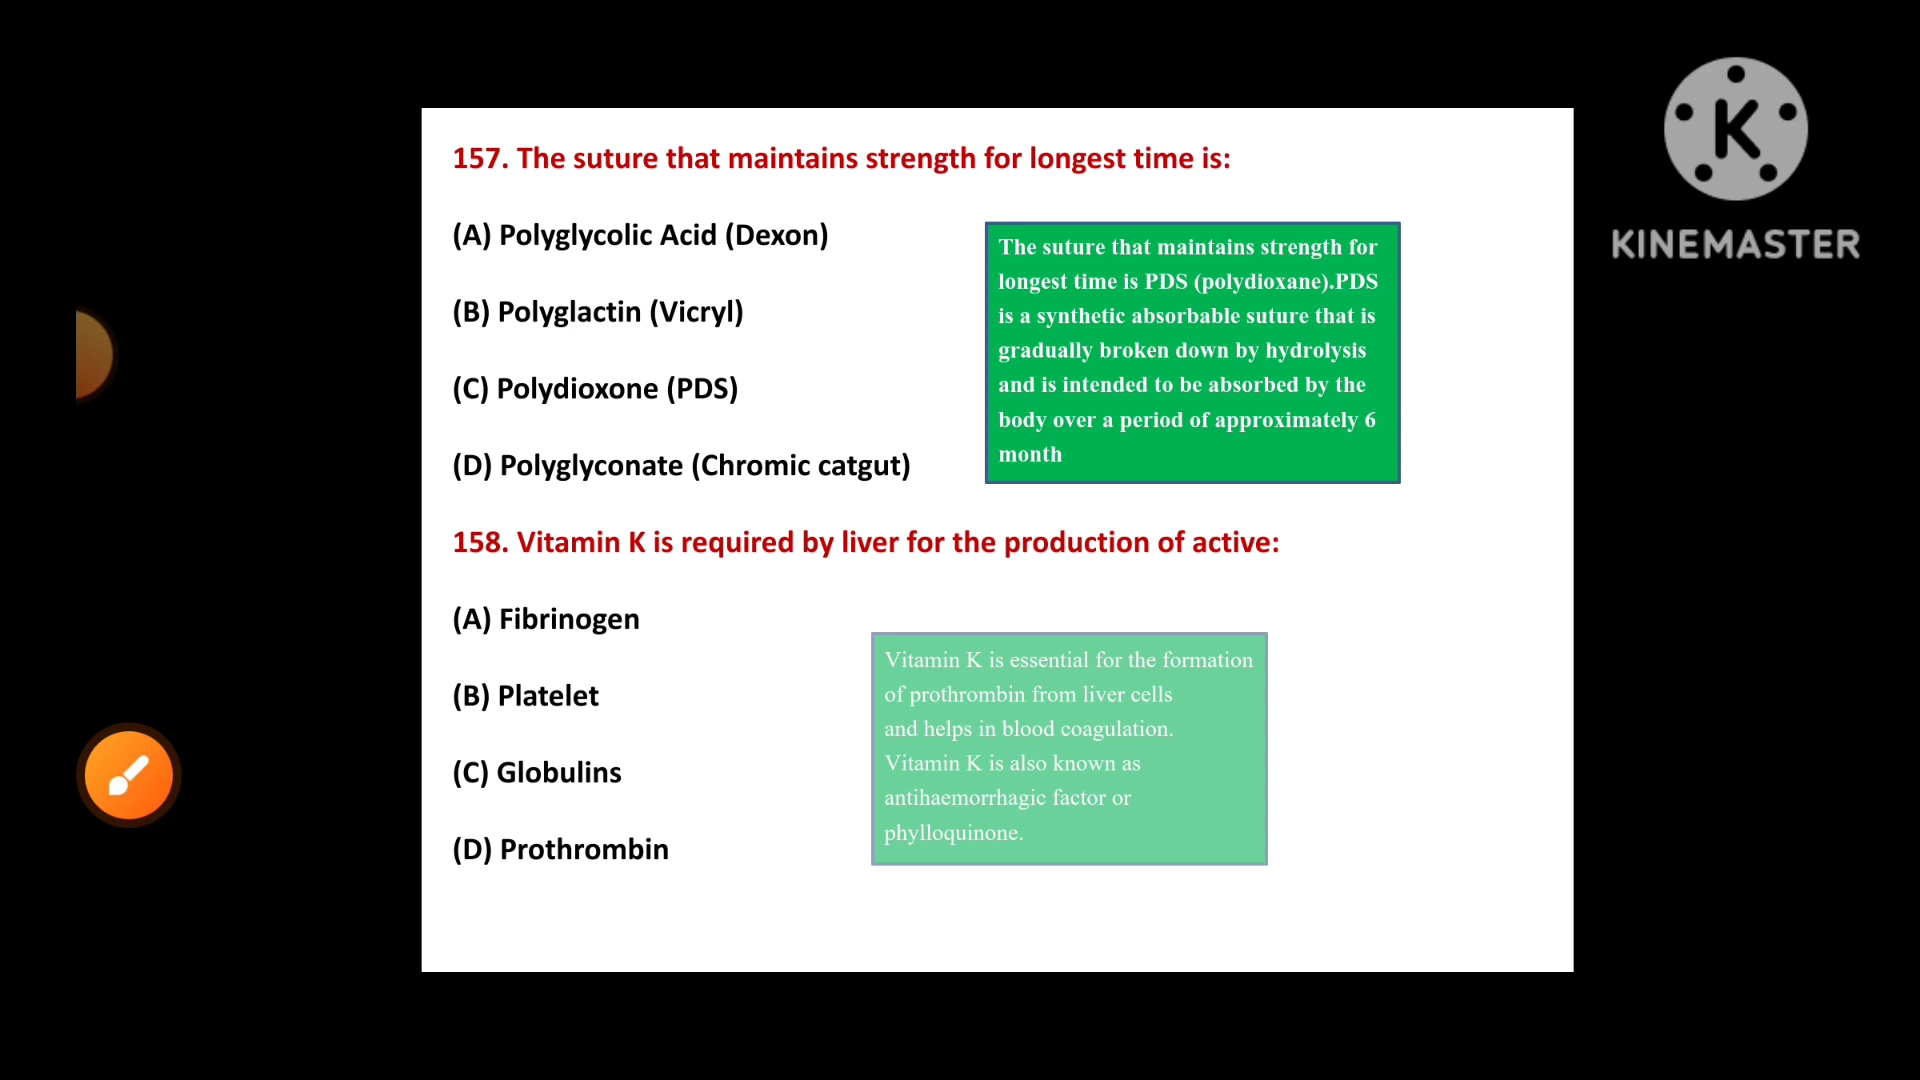 157. The suture that maintains strength for longest time is:
(A) Polyglycolic Acid (Dexon)
(B) Polyglactin (Vicryl)
(C) Polydioxone (PDS)
(D) Polyglyconate (Chromic catgut)
The suture that maintains strength for
longest time is PDS (polydioxane).PDS
is a synthetic absorbable suture that is
gradually broken down by hydrolysis
and is intended to be absorbed by the
body over a period of approximately 6
month
158. Vitamin K is required by liver for the production of active:
(A) Fibrinogen
(B) Platelet
(C) Globulins
(D) Prothrombin
Vitamin K is essential for the formation
of prothrombin from liver cells
and helps in blood coagulation.
Vitamin K is also known as
antihaemorrhagic factor or
phylloquinone.
K
KINEMASTER